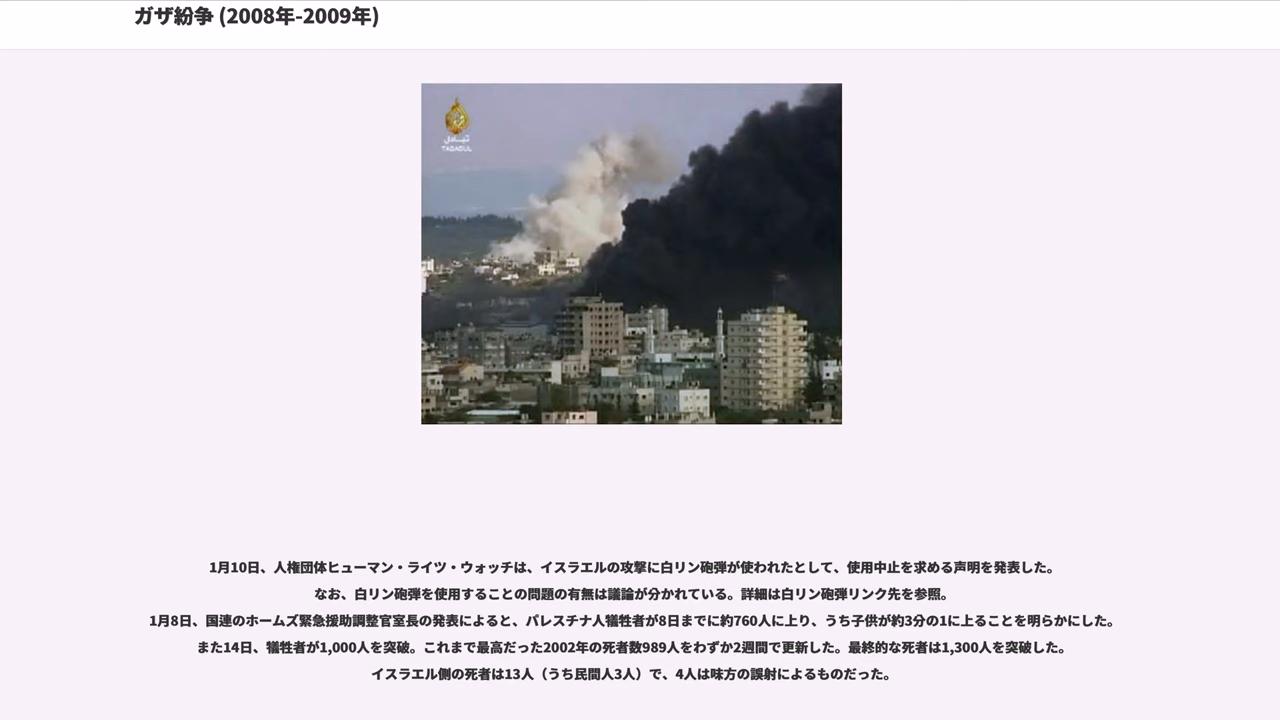 ガザ紛争 (2008年-2009年)
تبادل
TABADUL
1月10日、人権団体ヒューマン・ライツ・ウォッチは、イスラエルの攻撃に白リン砲弾が使われたとして、使用中止を求める声明を発表した。
なお、白リン砲弾を使用することの問題の有無は議論が分かれている。詳細は白リン砲弾リンク先を参照。
1月8日、国連のホームズ緊急援助調整官室長の発表によると、パレスチナ人犠牲者が8日までに約760人に上り、うち子供が約3分の1に上ることを明らかにした。
また14日、犠牲者が1,000人を突破。これまで最高だった2002年の死者数989人をわずか2週間で更新した。最終的な死者は1,300人を突破した。
イスラエル側の死者は13人（うち民間人3人）で、4人は味方の誤射によるものだった。